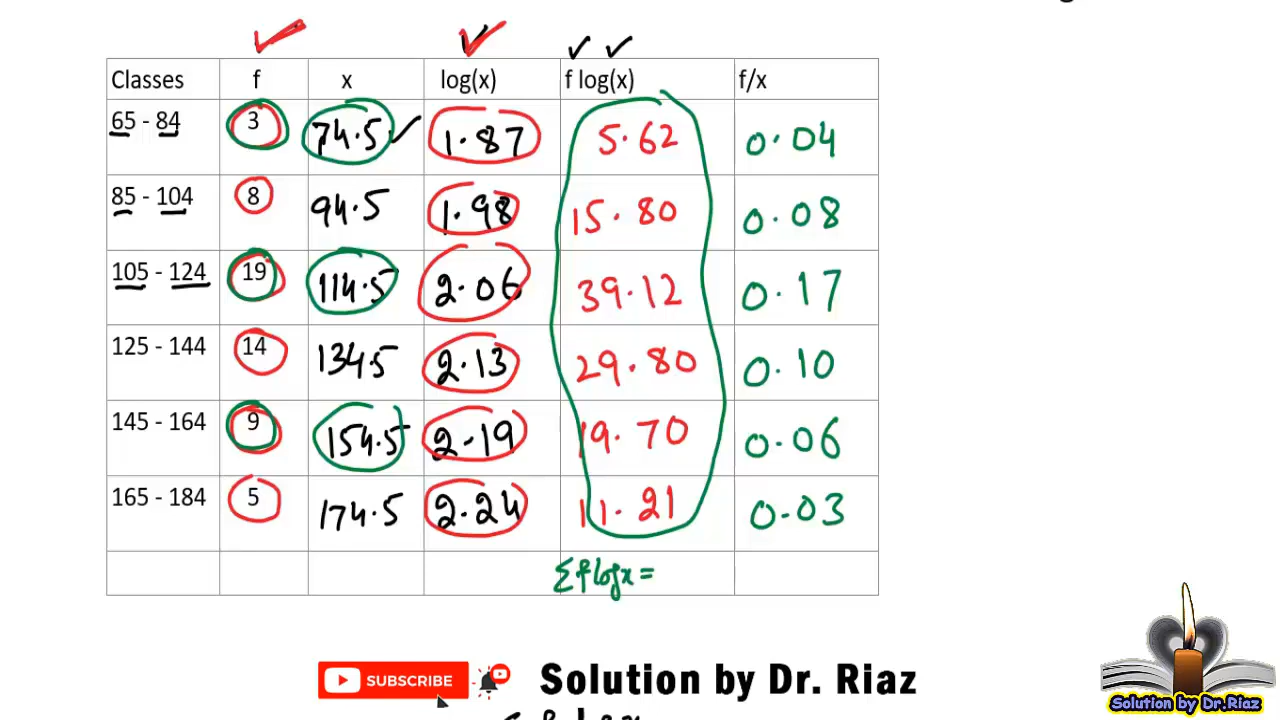 Classes f x log(x) f log(x) f/x
65 - 84 3 74.5 1.87 5.62 0.04
85 - 104 8 94.5 1.98 15.80 0.08
105 - 124 19 114.5 2.06 39.12 0.17
125 - 144 14 134.5 2.13 29.80 0.10
145 - 164 9 154.5 2.19 19.70 0.06
165 - 184 5 174.5 2.24 11.21 0.03
Σf logx =
SUBSCRIBE Solution by Dr. Riaz
Solution by Dr.Riaz